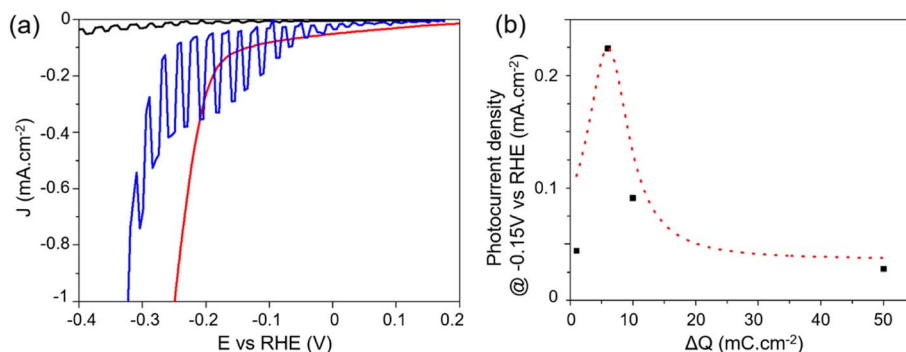 (a)
0
-0.2
-0.4
-0.6
-0.8
-1
J (mA.cm-2)
-0.4 -0.3 -0.2 -0.1 0 0.1 0.2
E vs RHE (V)
(b)
0.2
0.1
0
Photocurrent density
@ -0.15V vs RHE (mA.cm-2)
0 10 20 30 40 50
ΔQ (mC.cm-2)